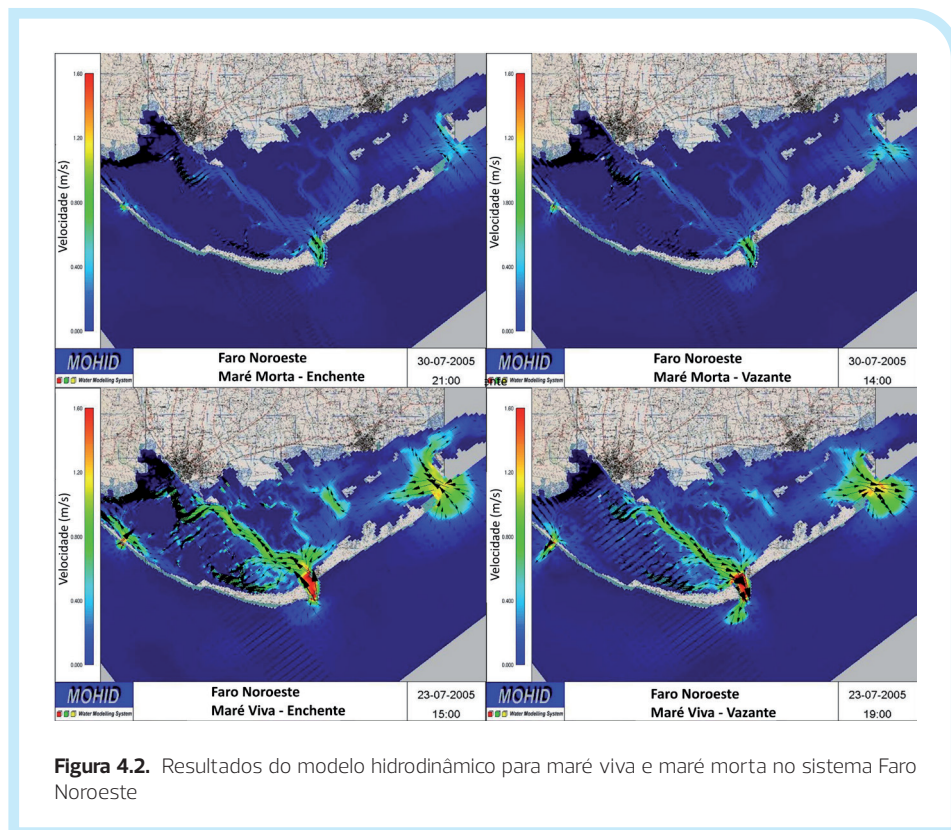 1.60
1.20
0.800
0.400
0.000
Velocidade (m/s)
MOHID
Water Modelling System
Faro Noroeste
Maré Morta - Enchente
30-07-2005
21:00
1.60
1.20
0.800
0.400
0.000
Velocidade (m/s)
MOHID
Water Modelling System
Faro Noroeste
Maré Morta - Vazante
30-07-2005
14:00
1.60
1.20
0.800
0.400
0.000
Velocidade (m/s)
MOHID
Water Modelling System
Faro Noroeste
Maré Viva - Enchente
23-07-2005
15:00
1.60
1.20
0.800
0.400
0.000
Velocidade (m/s)
MOHID
Water Modelling System
Faro Noroeste
Maré Viva - Vazante
23-07-2005
19:00
Figura 4.2. Resultados do modelo hidrodinâmico para maré viva e maré morta no sistema Faro
Noroeste